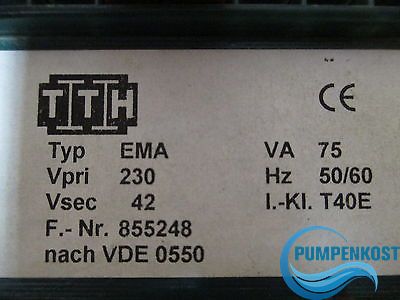 TTH
CE
Typ EMA VA 75
Vpri 230 Hz 50/60
Vsec 42 I.-Kl. T40E
F.- Nr. 855248
nach VDE 0550
PUMPENKOST